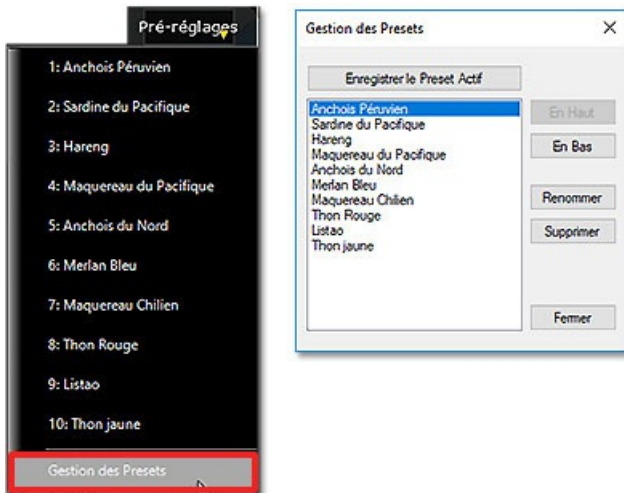 Pré-réglages
1: Anchois Péruvien
2: Sardine du Pacifique
3: Hareng
4: Maquereau du Pacifique
5: Anchois du Nord
6: Merlan Bleu
7: Maquereau Chilien
8: Thon Rouge
9: Listao
10: Thon jaune
Gestion des Presets
Gestion des Presets
Enregistrer le Preset Actif
Anchois Péruvien
Sardine du Pacifique
Hareng
Maquereau du Pacifique
Anchois du Nord
Merlan Bleu
Maquereau Chilien
Thon Rouge
Listao
Thon jaune
En Haut
En Bas
Renommer
Supprimer
Fermer